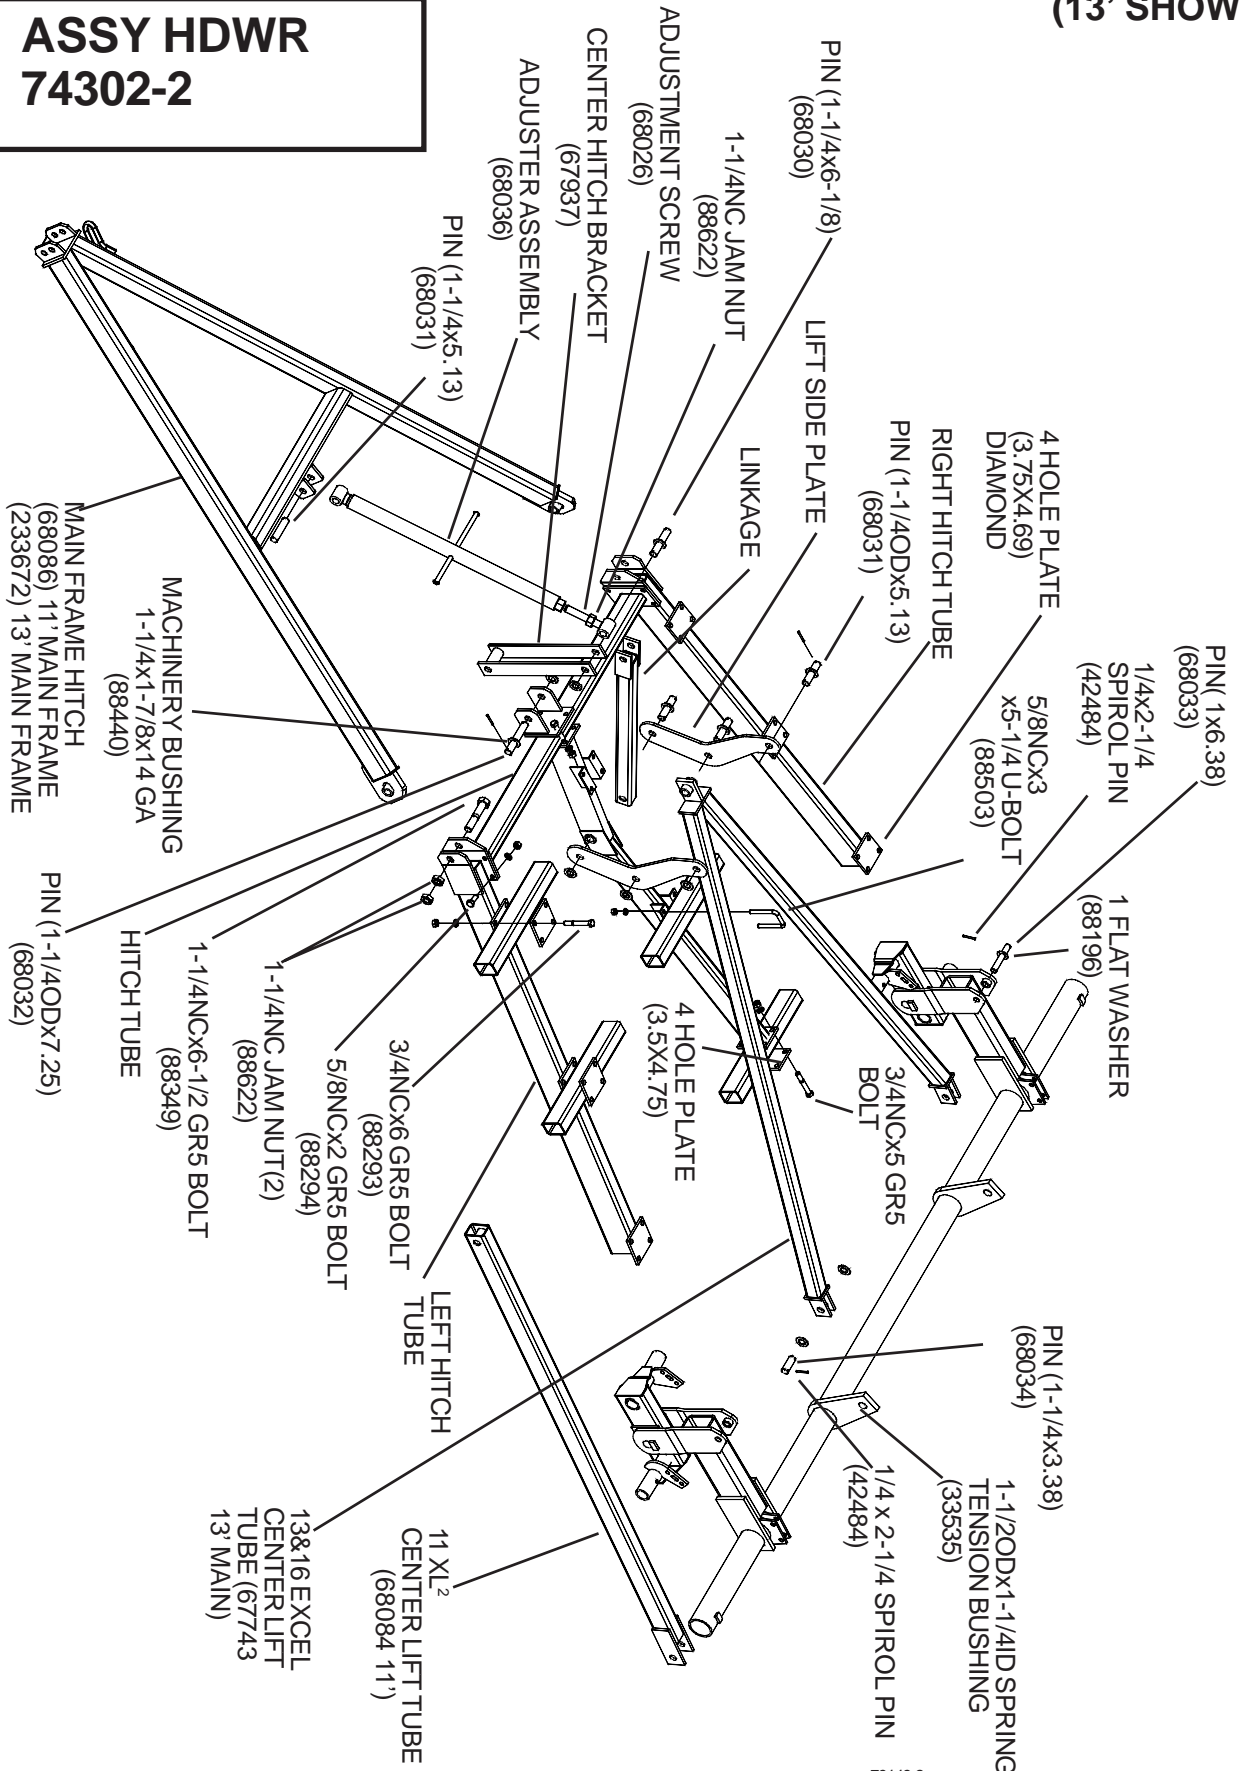 (13' SHOW
ASSY HDWR
74302-2
PIN (1-1/4x6-1/8)
(68030)
1-1/4NC JAM NUT
(88622)
ADJUSTMENT SCREW
(68026)
CENTER HITCH BRACKET
(67937)
ADJUSTER ASSEMBLY
(68036)
PIN (1-1/4x5.13)
(68031)
4 HOLE PLATE
(3.75X4.69)
DIAMOND
RIGHT HITCH TUBE
PIN (1-1/4ODx5.13)
(68031)
LIFT SIDE PLATE
LINKAGE
PIN( 1x6.38)
(68033)
1/4x2-1/4
SPIROL PIN
(42484)
5/8NCx3
x5-1/4 U-BOLT
(88503)
1 FLAT WASHER
(88196)
MAIN FRAME HITCH
(68086) 11' MAIN FRAME
(233672) 13' MAIN FRAME
MACHINERY BUSHING
1-1/4x1-7/8x14 GA
(88440)
PIN (1-1/4ODx7.25)
(68032)
HITCH TUBE
1-1/4NCx6-1/2 GR5 BOLT
(88349)
1-1/4NC JAM NUT(2)
(88622)
5/8NCx2 GR5 BOLT
(88294)
3/4NCx6 GR5 BOLT
(88293)
4 HOLE PLATE
(3.5X4.75)
3/4NCx5 GR5
BOLT
LEFT HITCH
TUBE
PIN (1-1/4x3.38)
(68034)
1-1/2ODx1-1/4ID SPRING
TENSION BUSHING
(33535)
1/4 x 2-1/4 SPIROL PIN
(42484)
11 XL²
CENTER LIFT TUBE
(68084 11')
13&16 EXCEL
CENTER LIFT
TUBE (67743
13' MAIN)